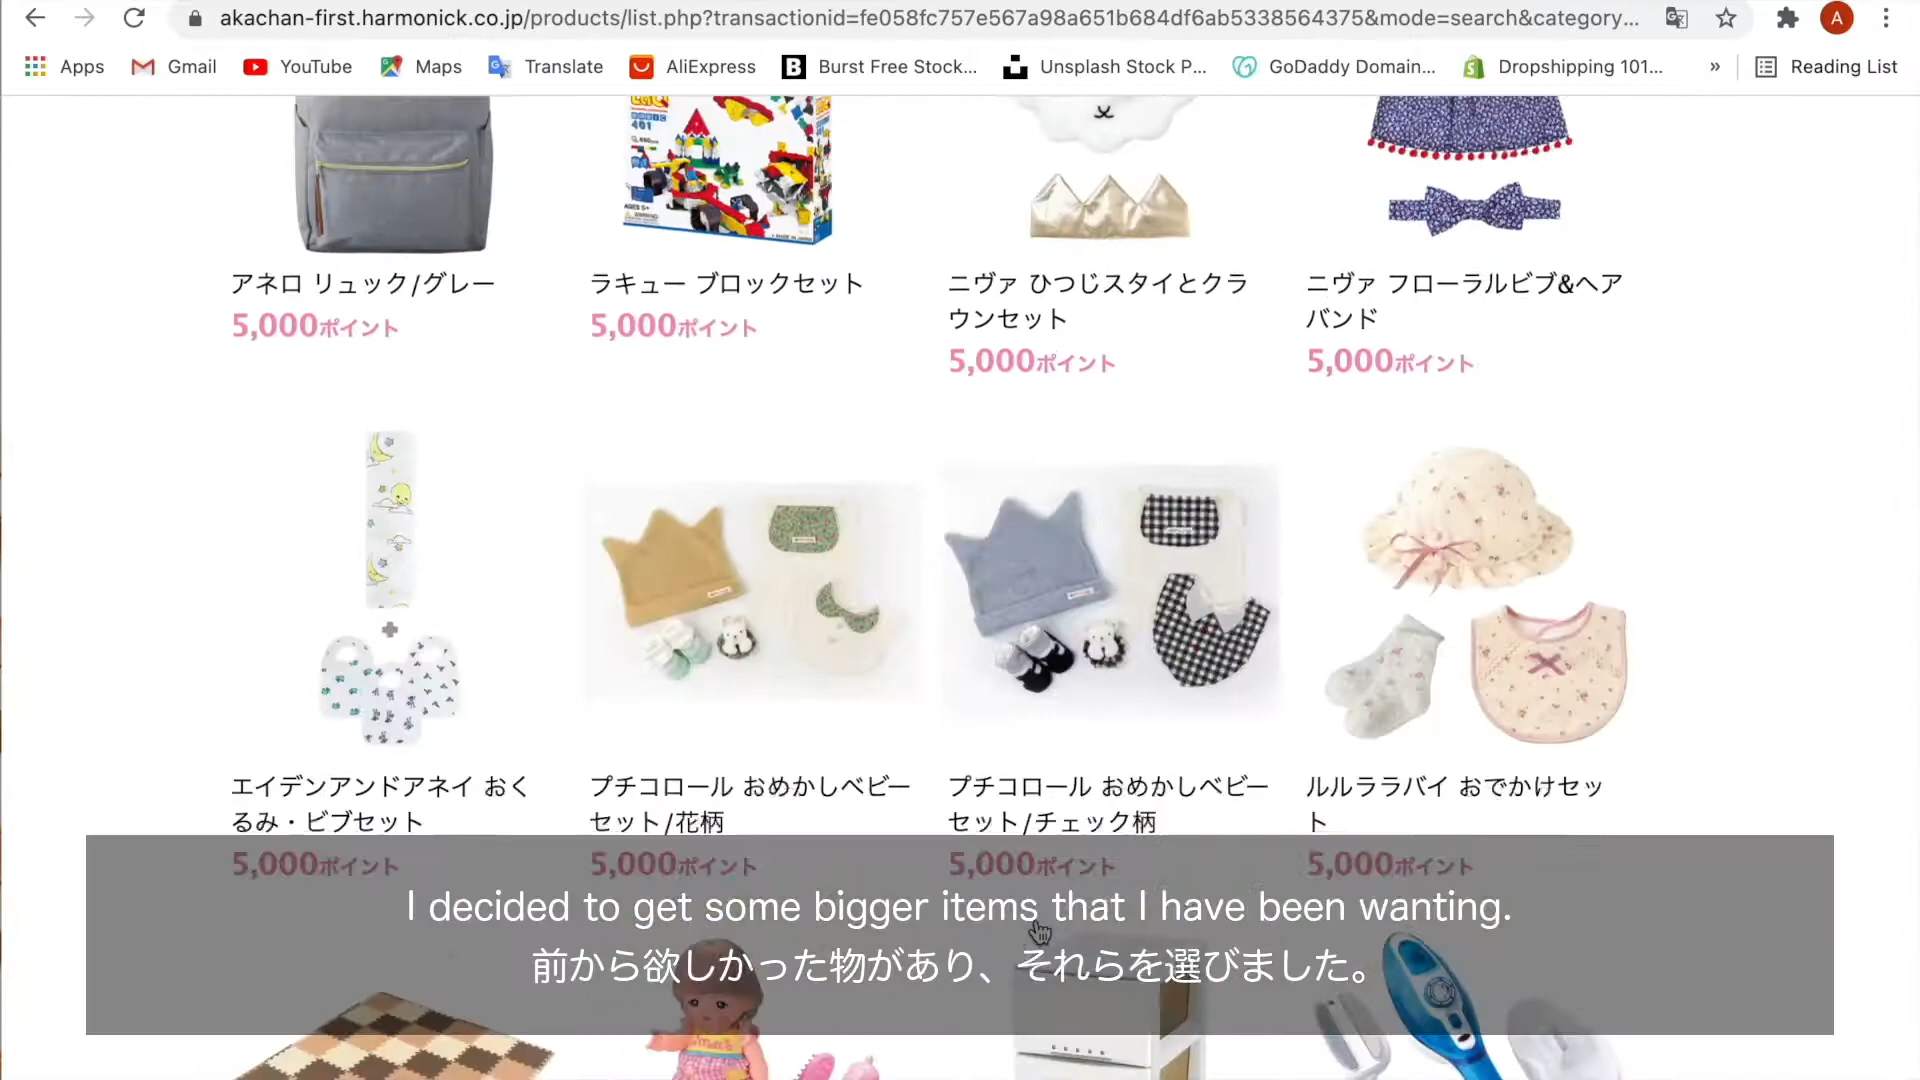 akachan-first.harmonick.co.jp/products/list.php?transactionid=fe058fc757e567a98a651b684df6ab5338564375&mode=search&category...
A
Apps Gmail YouTube Maps Translate AliExpress B Burst Free Stock... Unsplash Stock P... GoDaddy Domain... Dropshipping 101... » Reading List
BASIC
401
AGES 5+
WARNING
アネロ リュック/グレー
5,000ポイント
ラキュー ブロックセット
5,000ポイント
ニヴァ ひつじスタイとクラ
ウンセット
5,000ポイント
ニヴァ フローラルビブ&ヘア
バンド
5,000ポイント
エイデンアンドアネイ おく
るみ・ビブセット
5,000ポイント
プチコロール おめかしベビー
セット/花柄
5,000ポイント
プチコロール おめかしベビー
セット/チェック柄
5,000ポイント
ルルララバイ おでかけセッ
ト
5,000ポイント
I decided to get some bigger items that I have been wanting.
前から欲しかった物があり、それらを選びました。